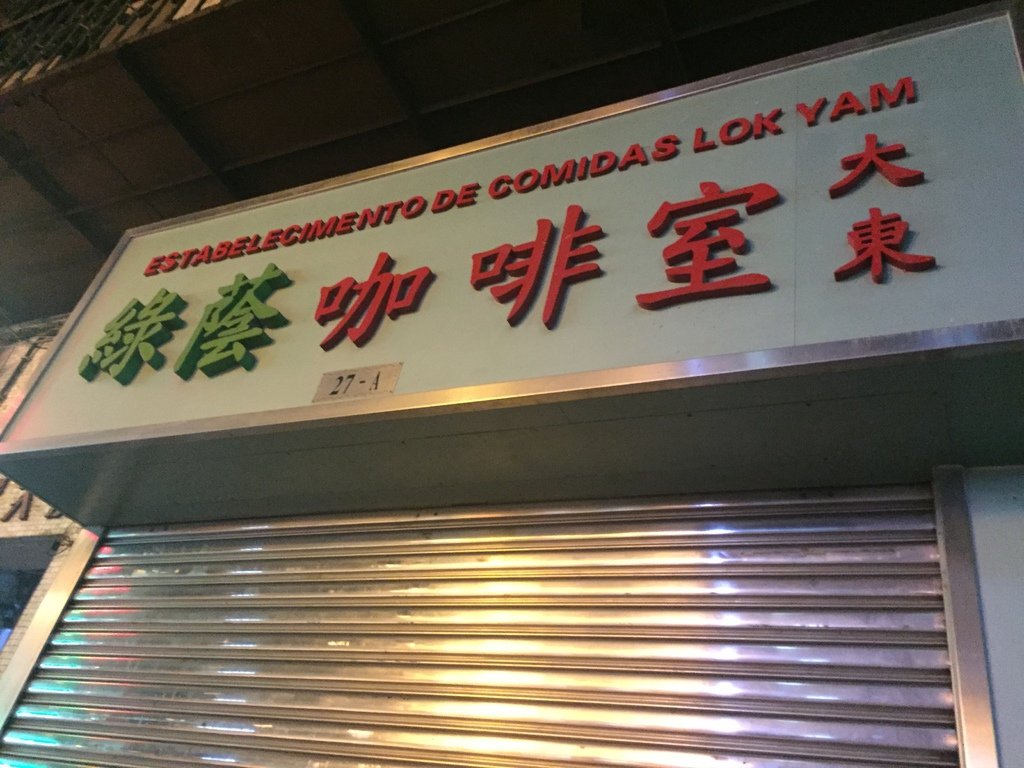 ESTABELECIMENTO DE COMIDAS LOK YAM
綠蔭咖啡室
大東
27-A